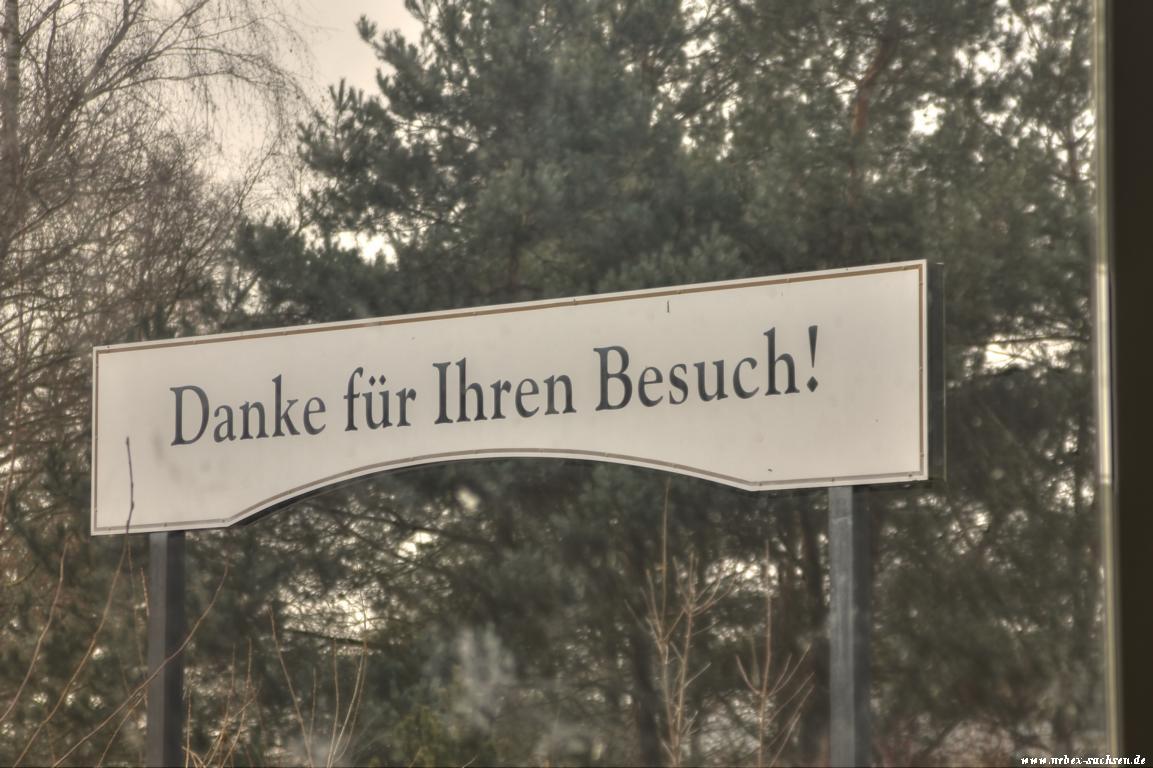 Danke für Ihren Besuch!
www.urbex-sachsen.de